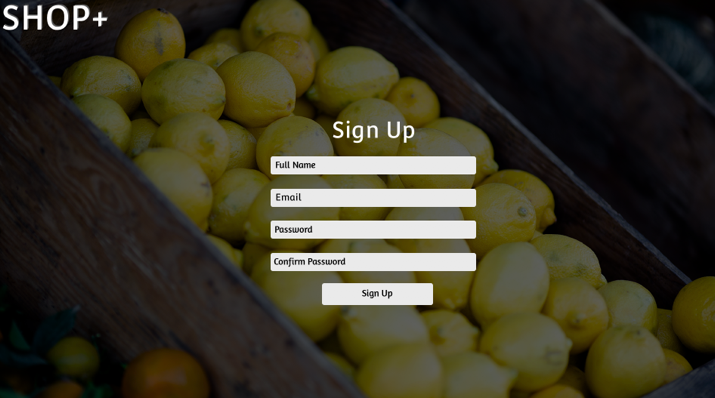 SHOP+
Sign Up
Full Name
Email
Password
Confirm Password
Sign Up